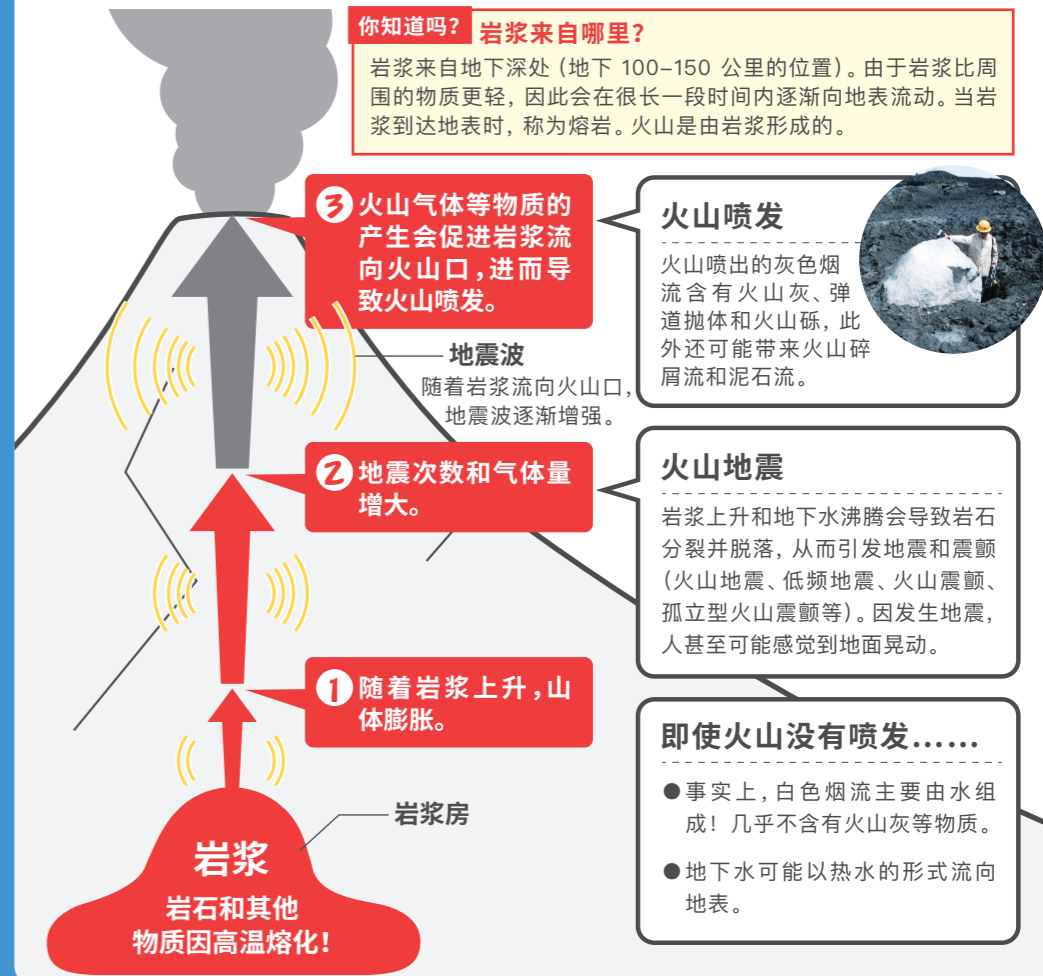 你知道吗？
岩浆来自哪里？
岩浆来自地下深处（地下 100–150 公里的位置）。由于岩浆比周
围的物质更轻，因此会在很长一段时间内逐渐向地表流动。当岩
浆到达地表时，称为熔岩。火山是由岩浆形成的。
3 火山气体等物质的
产生会促进岩浆流
向火山口，进而导
致火山喷发。
火山喷发
火山喷出的灰色烟
流含有火山灰、弹
道抛体和火山砾，此
外还可能带来火山碎
屑流和泥石流。
地震波
随着岩浆流向火山口，
地震波逐渐增强。
2 地震次数和气体量
增大。
火山地震
岩浆上升和地下水沸腾会导致岩石
分裂并脱落，从而引发地震和震颤
（火山地震、低频地震、火山震颤、
孤立型火山震颤等）。因发生地震，
人甚至可能感觉到地面晃动。
1 随着岩浆上升，山
体膨胀。
即使火山没有喷发……
●事实上，白色烟流主要由水组
成！几乎不含有火山灰等物质。
●地下水可能以热水的形式流向
地表。
岩浆房
岩浆
岩石和其他
物质因高温熔化！